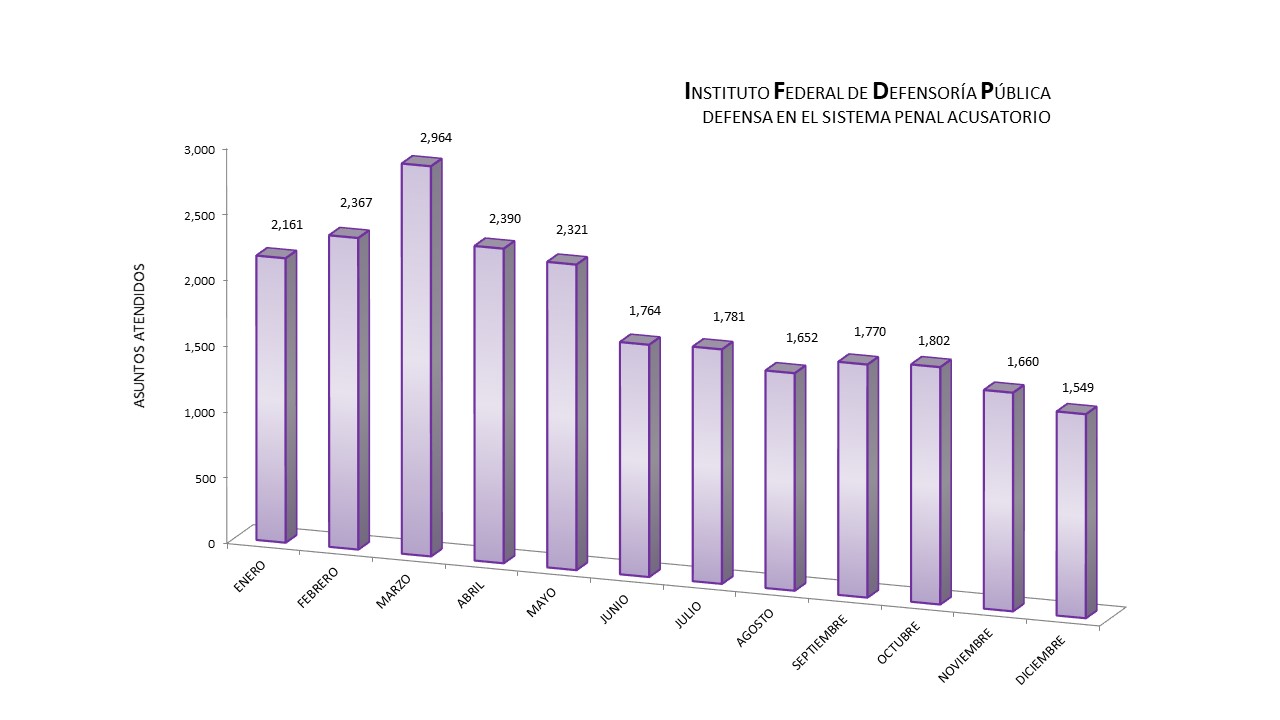 INSTITUTO FEDERAL DE DEFENSORÍA PÚBLICA
DEFENSA EN EL SISTEMA PENAL ACUSATORIO
ASUNTOS ATENDIDOS
3,000
2,500
2,000
1,500
1,000
500
0
2,161
2,367
2,964
2,390
2,321
1,764
1,781
1,652
1,770
1,802
1,660
1,549
ENERO
FEBRERO
MARZO
ABRIL
MAYO
JUNIO
JULIO
AGOSTO
SEPTIEMBRE
OCTUBRE
NOVIEMBRE
DICIEMBRE